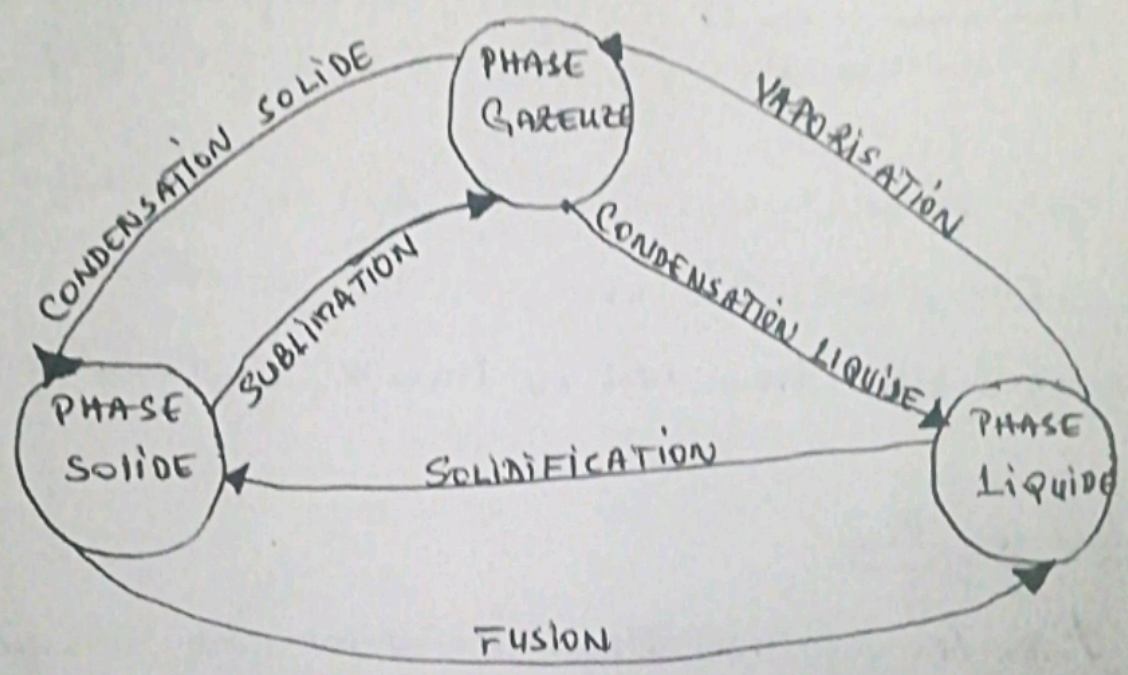 CONDENSATION SOLIDE
PHASE
GAZEUZE
VAPORISATION
SUBLIMATION
CONDENSATION LIQUIDE
PHASE
SOLIDE
SOLIDIFICATION
PHASE
LIQUIDE
FUSION